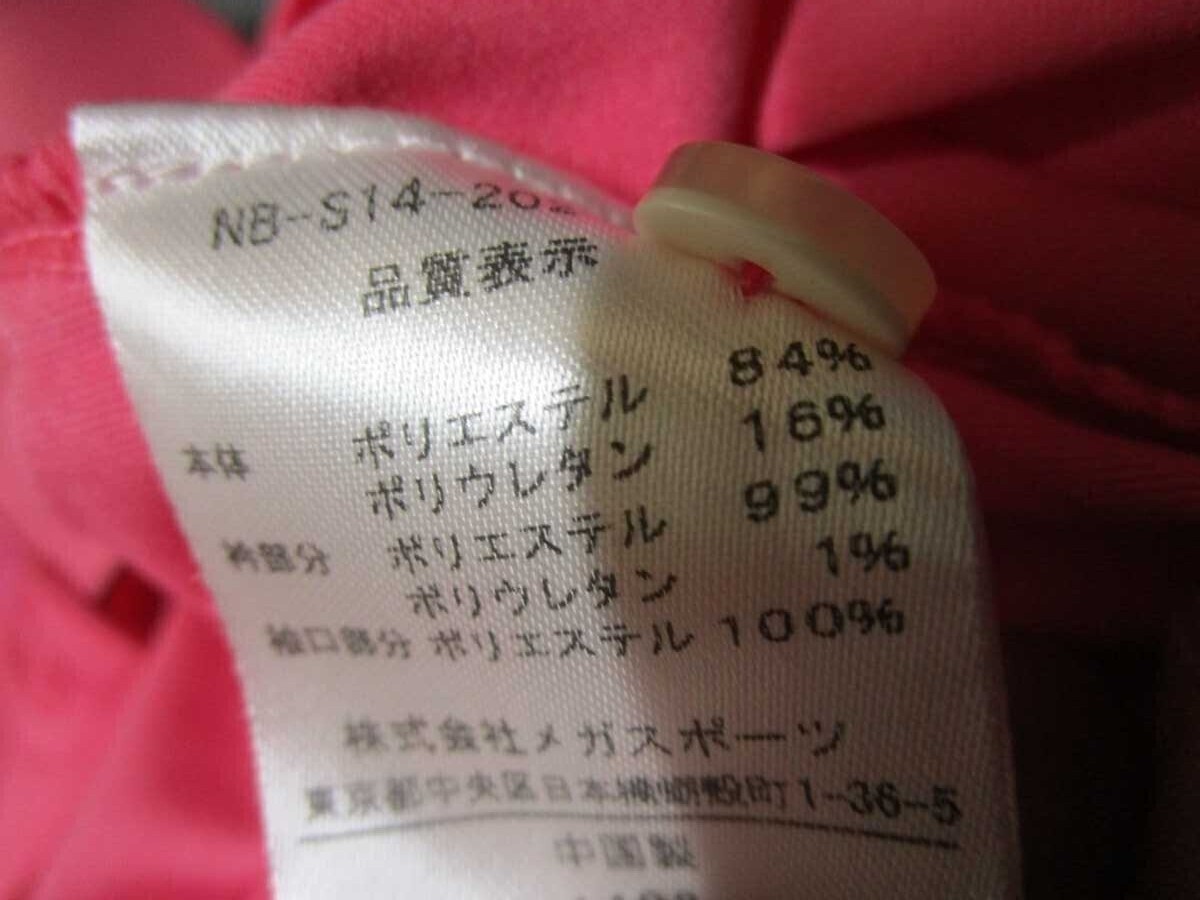 NB-S14-202
品質表示
本体 ポリエステル 84%
ポリウレタン 16%
衿部分 ポリエステル 99%
ポリウレタン 1%
袖口部分 ポリエステル 100%
株式会社メガスポーツ
東京都中央区日本橋蛎殻町1-36-5
中国製